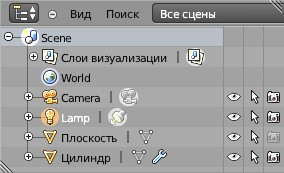 Вид Поиск Все сцены
Scene
Слои визуализации
World
Camera
Lamp
Плоскость
Цилиндр